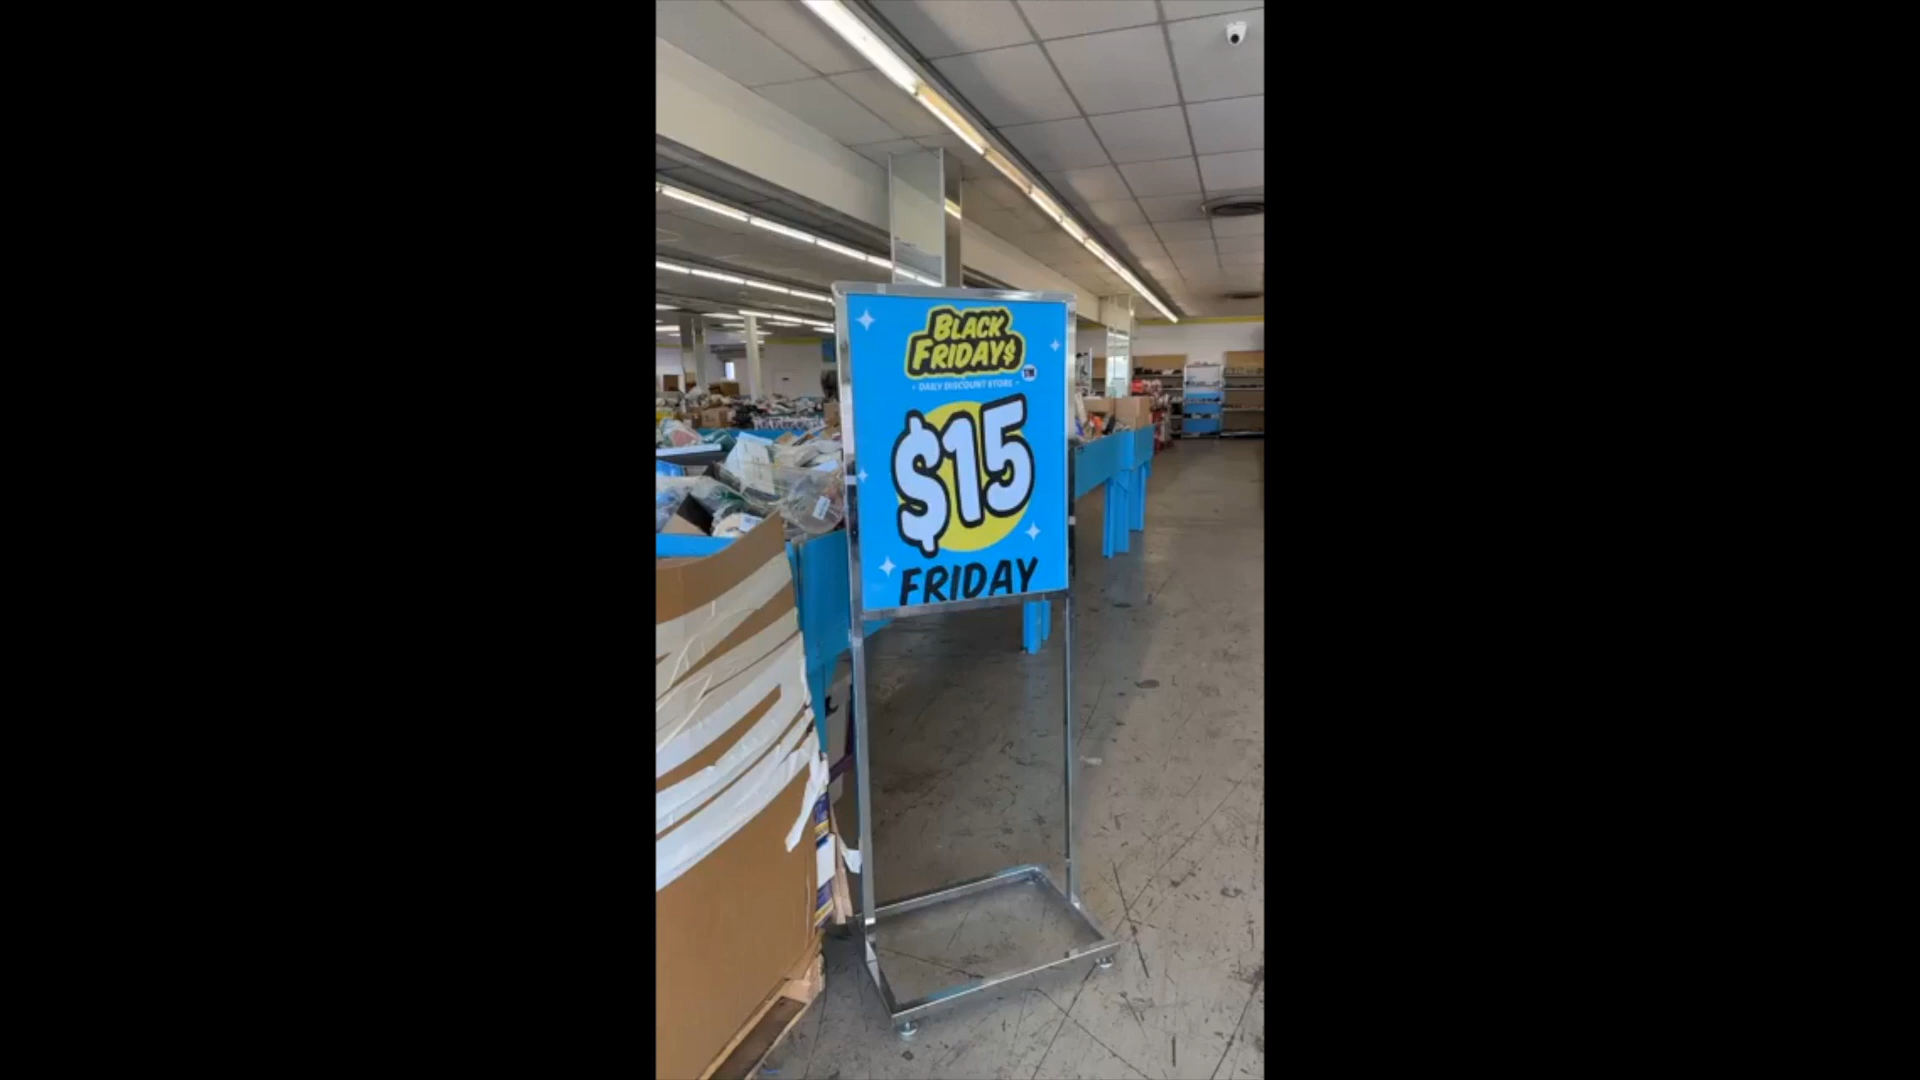 BLACK
FRIDAY$
TM
• DAILY DISCOUNT STORE •
$15
FRIDAY